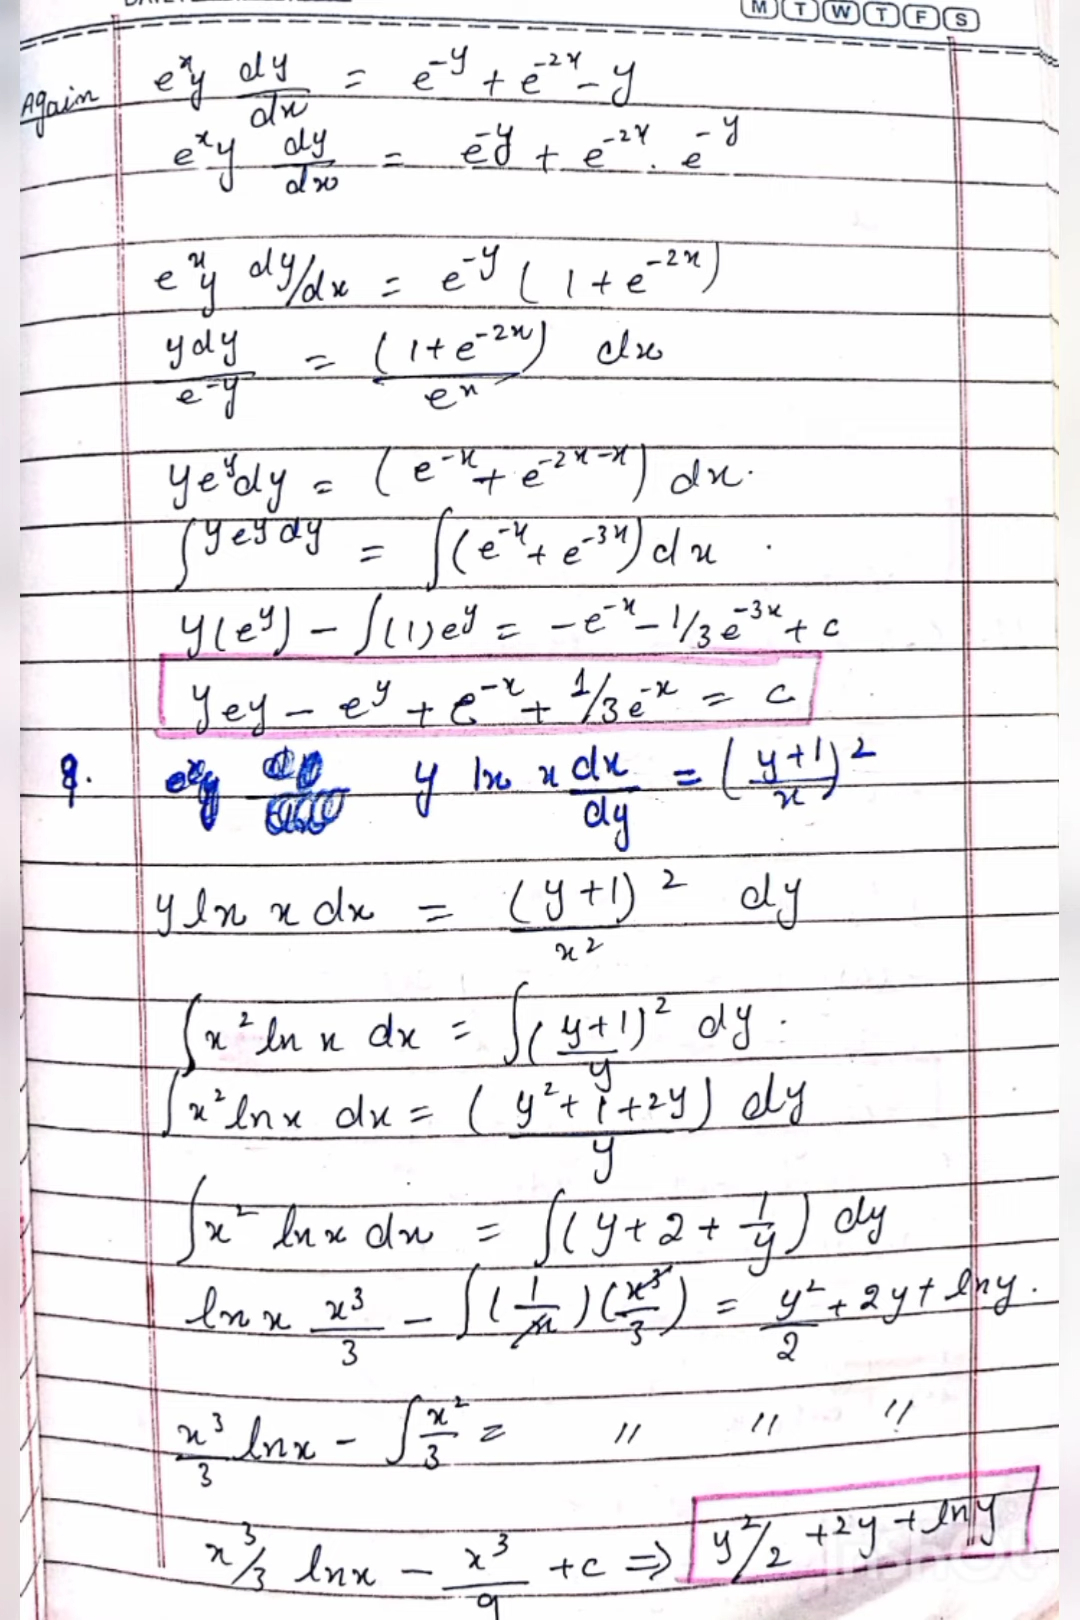 M T W T F S
Again e^x y dy/dx = e^-y + e^-2x-y
e^x y dy/dx = e^-y + e^-2x . e^-y
e^x y dy/dx = e^-y (1 + e^-2x)
y dy / e^-y = (1 + e^-2x) / e^x dx
y e^y dy = (e^-x + e^-2x-x) dx.
∫ y e^y dy = ∫ (e^-x + e^-3x) dx .
y(e^y) - ∫(1) e^y = -e^-x - 1/3 e^-3x + c
y e^y - e^y + e^-x + 1/3 e^-x = c
9. y ln x dx/dy = (y+1 / x)^2
y ln x dx = (y+1)^2 / x^2 dy
∫ x^2 ln x dx = ∫ (y+1)^2 / y dy .
∫ x^2 ln x dx = (y^2 + 1 + 2y) / y dy
∫ x^2 ln x dx = ∫ (y + 2 + 1/y) dy
ln x x^3/3 - ∫ (1/x) (x^3/3) = y^2/2 + 2y + ln y.
x^3/3 ln x - ∫ x^2/3 = " " "
x^3/3 ln x - x^3/9 + c ⇒ y^2/2 + 2y + ln y